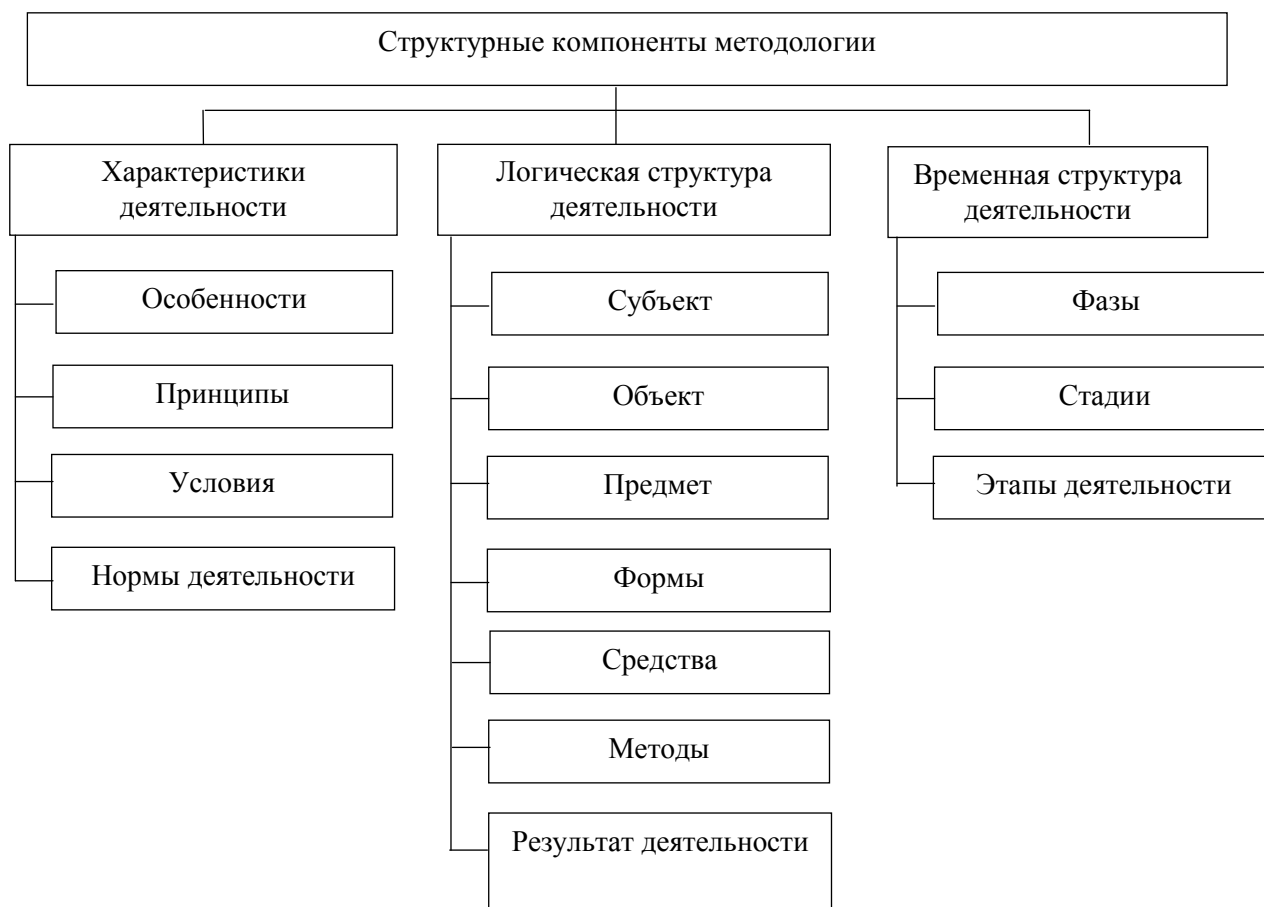 Структурные компоненты методологии
Характеристики
деятельности
Особенности
Принципы
Условия
Нормы деятельности
Логическая структура
деятельности
Субъект
Объект
Предмет
Формы
Средства
Методы
Результат деятельности
Временная структура
деятельности
Фазы
Стадии
Этапы деятельности